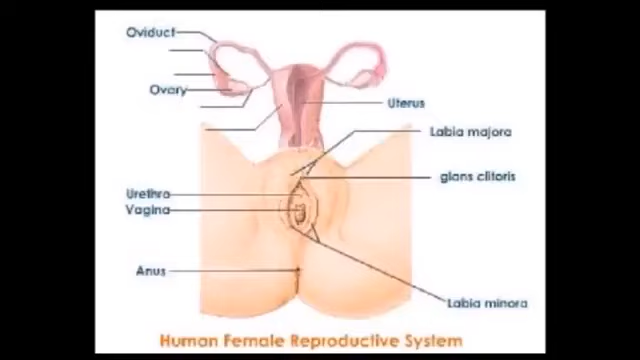 Oviduct
Ovary
Uterus
Labia majora
glans clitoris
Urethra
Vagina
Anus
Labia minora
Human Female Reproductive System